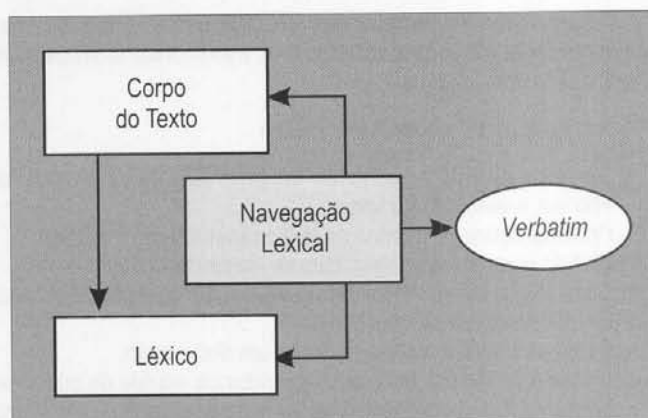 Corpo
do Texto
Navegação
Lexical
Verbatim
Léxico